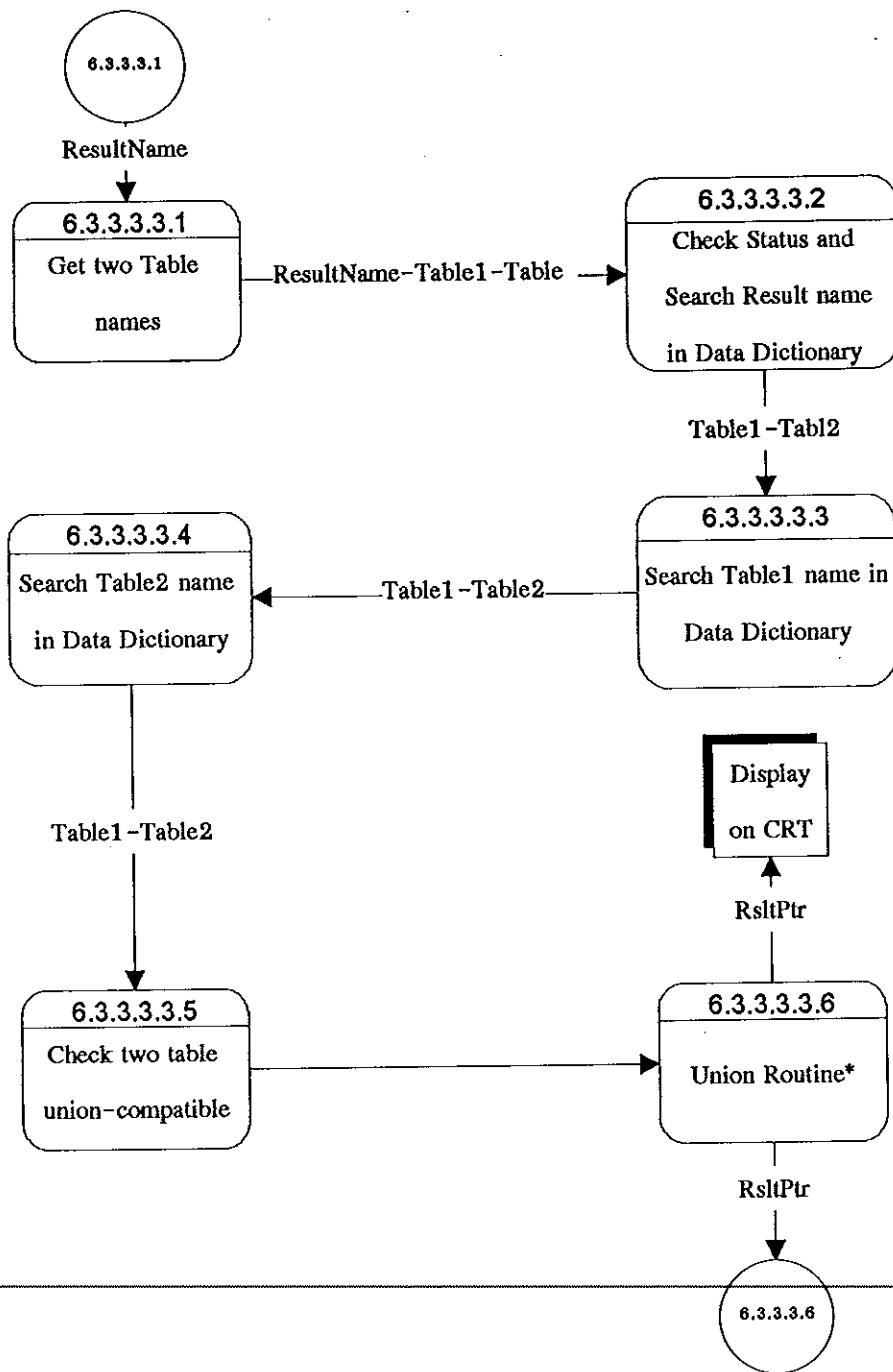 6.3.3.3.1
ResultName
6.3.3.3.3.1
Get two Table
names
ResultName-Table1-Table
6.3.3.3.3.2
Check Status and
Search Result name
in Data Dictionary
Table1-Tabl2
6.3.3.3.3.3
Search Table1 name in
Data Dictionary
Table1-Table2
6.3.3.3.3.4
Search Table2 name
in Data Dictionary
Table1-Table2
6.3.3.3.3.5
Check two table
union-compatible
6.3.3.3.3.6
Union Routine*
RsltPtr
Display
on CRT
RsltPtr
6.3.3.3.6